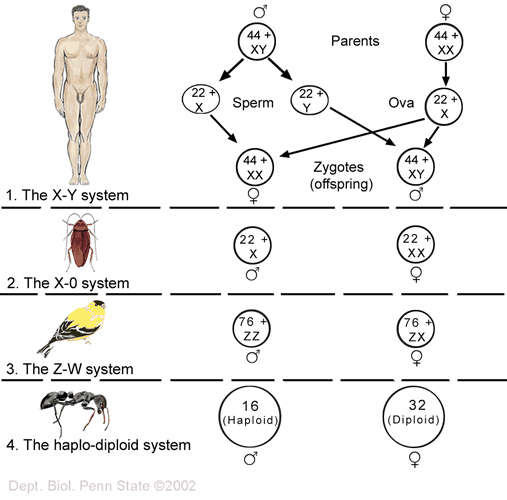 ♂ ♀
44 + XY
Parents
44 + XX
22 + X
Sperm
22 + Y
Ova
22 + X
44 + XX
Zygotes
(offspring)
44 + XY
♀ ♂
1. The X-Y system
22 + X
22 + XX
♂ ♀
2. The X-0 system
76 + ZZ
76 + ZX
♂ ♀
3. The Z-W system
16
(Haploid)
32
(Diploid)
♂ ♀
4. The haplo-diploid system
Dept. Biol. Penn State ©2002